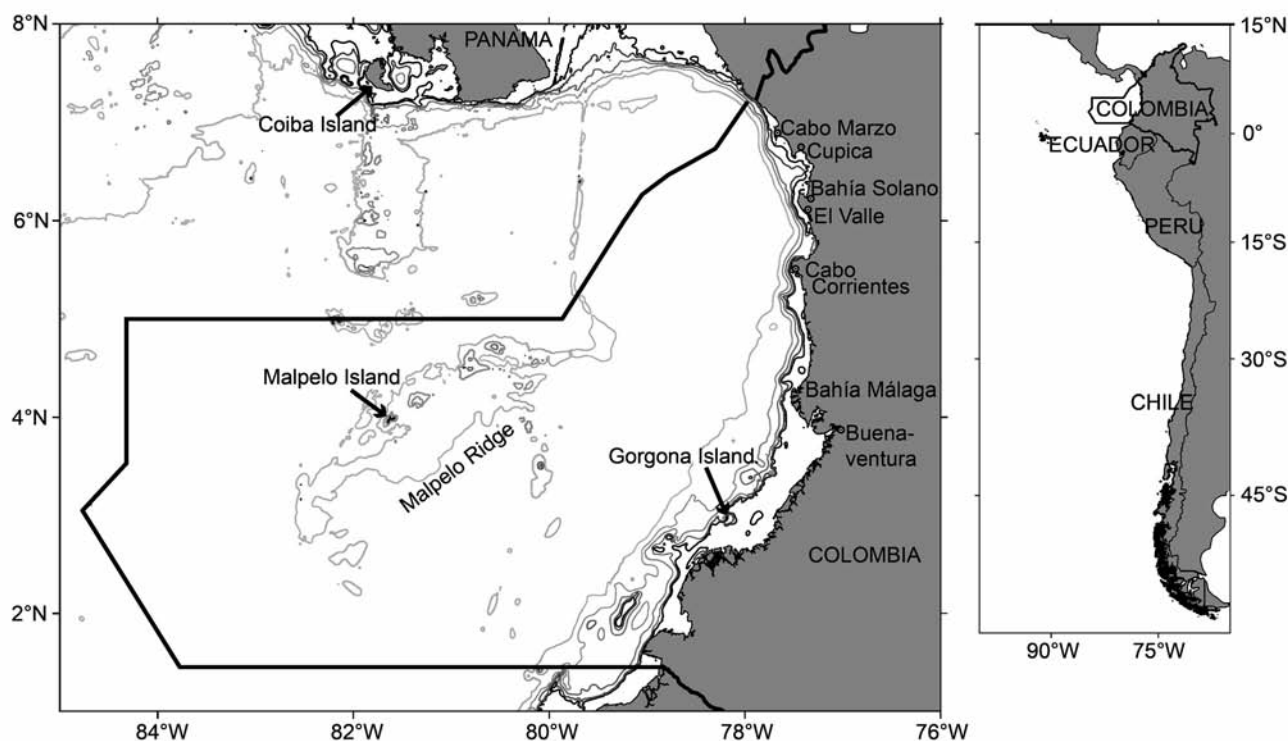 8°N
PANAMA
Coiba Island
Cabo Marzo
Cupica
Bahía Solano
6°N
El Valle
Cabo
Corrientes
Malpelo Island
Bahía Málaga
4°N
Buena-
ventura
Gorgona Island
Malpelo Ridge
COLOMBIA
2°N
84°W
82°W
80°W
78°W
76°W
15°N
COLOMBIA
0°
ECUADOR
PERU
15°S
30°S
CHILE
45°S
90°W
75°W